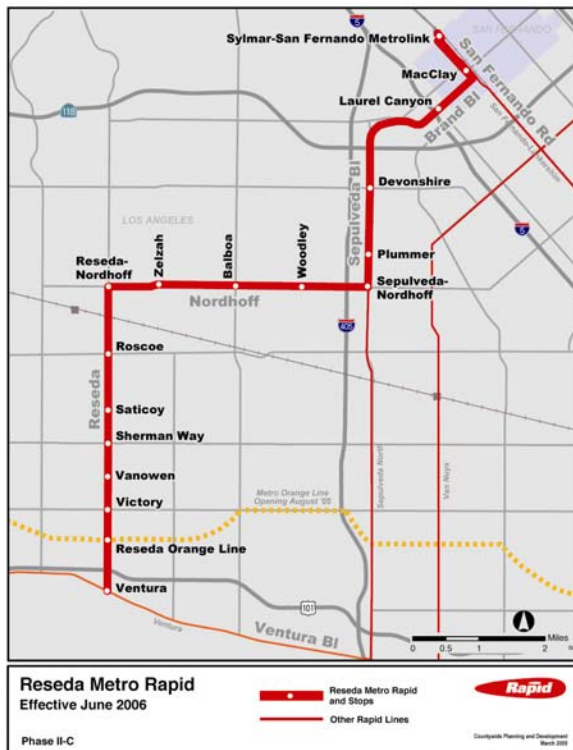 5
SAN FERNANDO
Sylmar-San Fernando Metrolink
San Fernando Rd
MacClay
118
Laurel Canyon
Brand Bl
San Fernando-Lankershim
Sepulveda Bl
Devonshire
LOS ANGELES
5
Reseda-
Nordhoff
Zelzah
Balboa
Woodley
Plummer
Sepulveda-
Nordhoff
Nordhoff
405
Roscoe
Reseda
Saticoy
Sherman Way
Vanowen
Sepulveda North
Van Nuys
Victory
Metro Orange Line
Opening August '05
Reseda Orange Line
Ventura
101
Ventura
Ventura Bl
0 0.5 1 2
Miles
Reseda Metro Rapid
Effective June 2006
Phase II-C
Reseda Metro Rapid
and Stops
Other Rapid Lines
Rapid
Countywide Planning and Development
March 2005